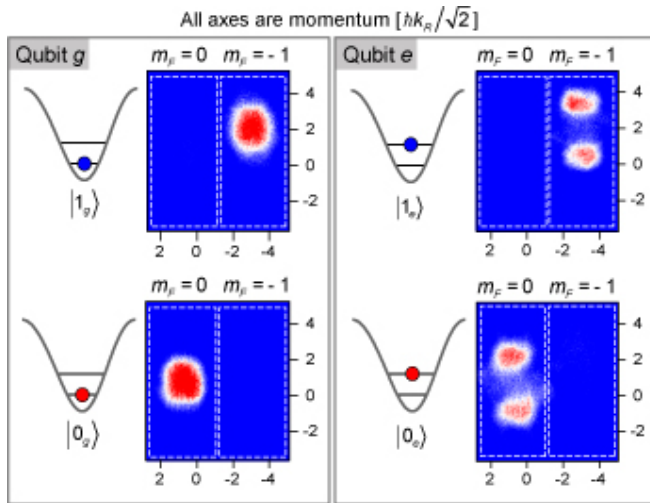 All axes are momentum [ħk_R/√2]
Qubit g
m_F = 0 m_F = - 1
4
2
0
-2
2 0 -2 -4
|1_g⟩
m_F = 0 m_F = - 1
4
2
0
-2
2 0 -2 -4
|0_g⟩
Qubit e
m_F = 0 m_F = - 1
4
2
0
-2
2 0 -2 -4
|1_e⟩
m_F = 0 m_F = - 1
4
2
0
-2
2 0 -2 -4
|0_e⟩